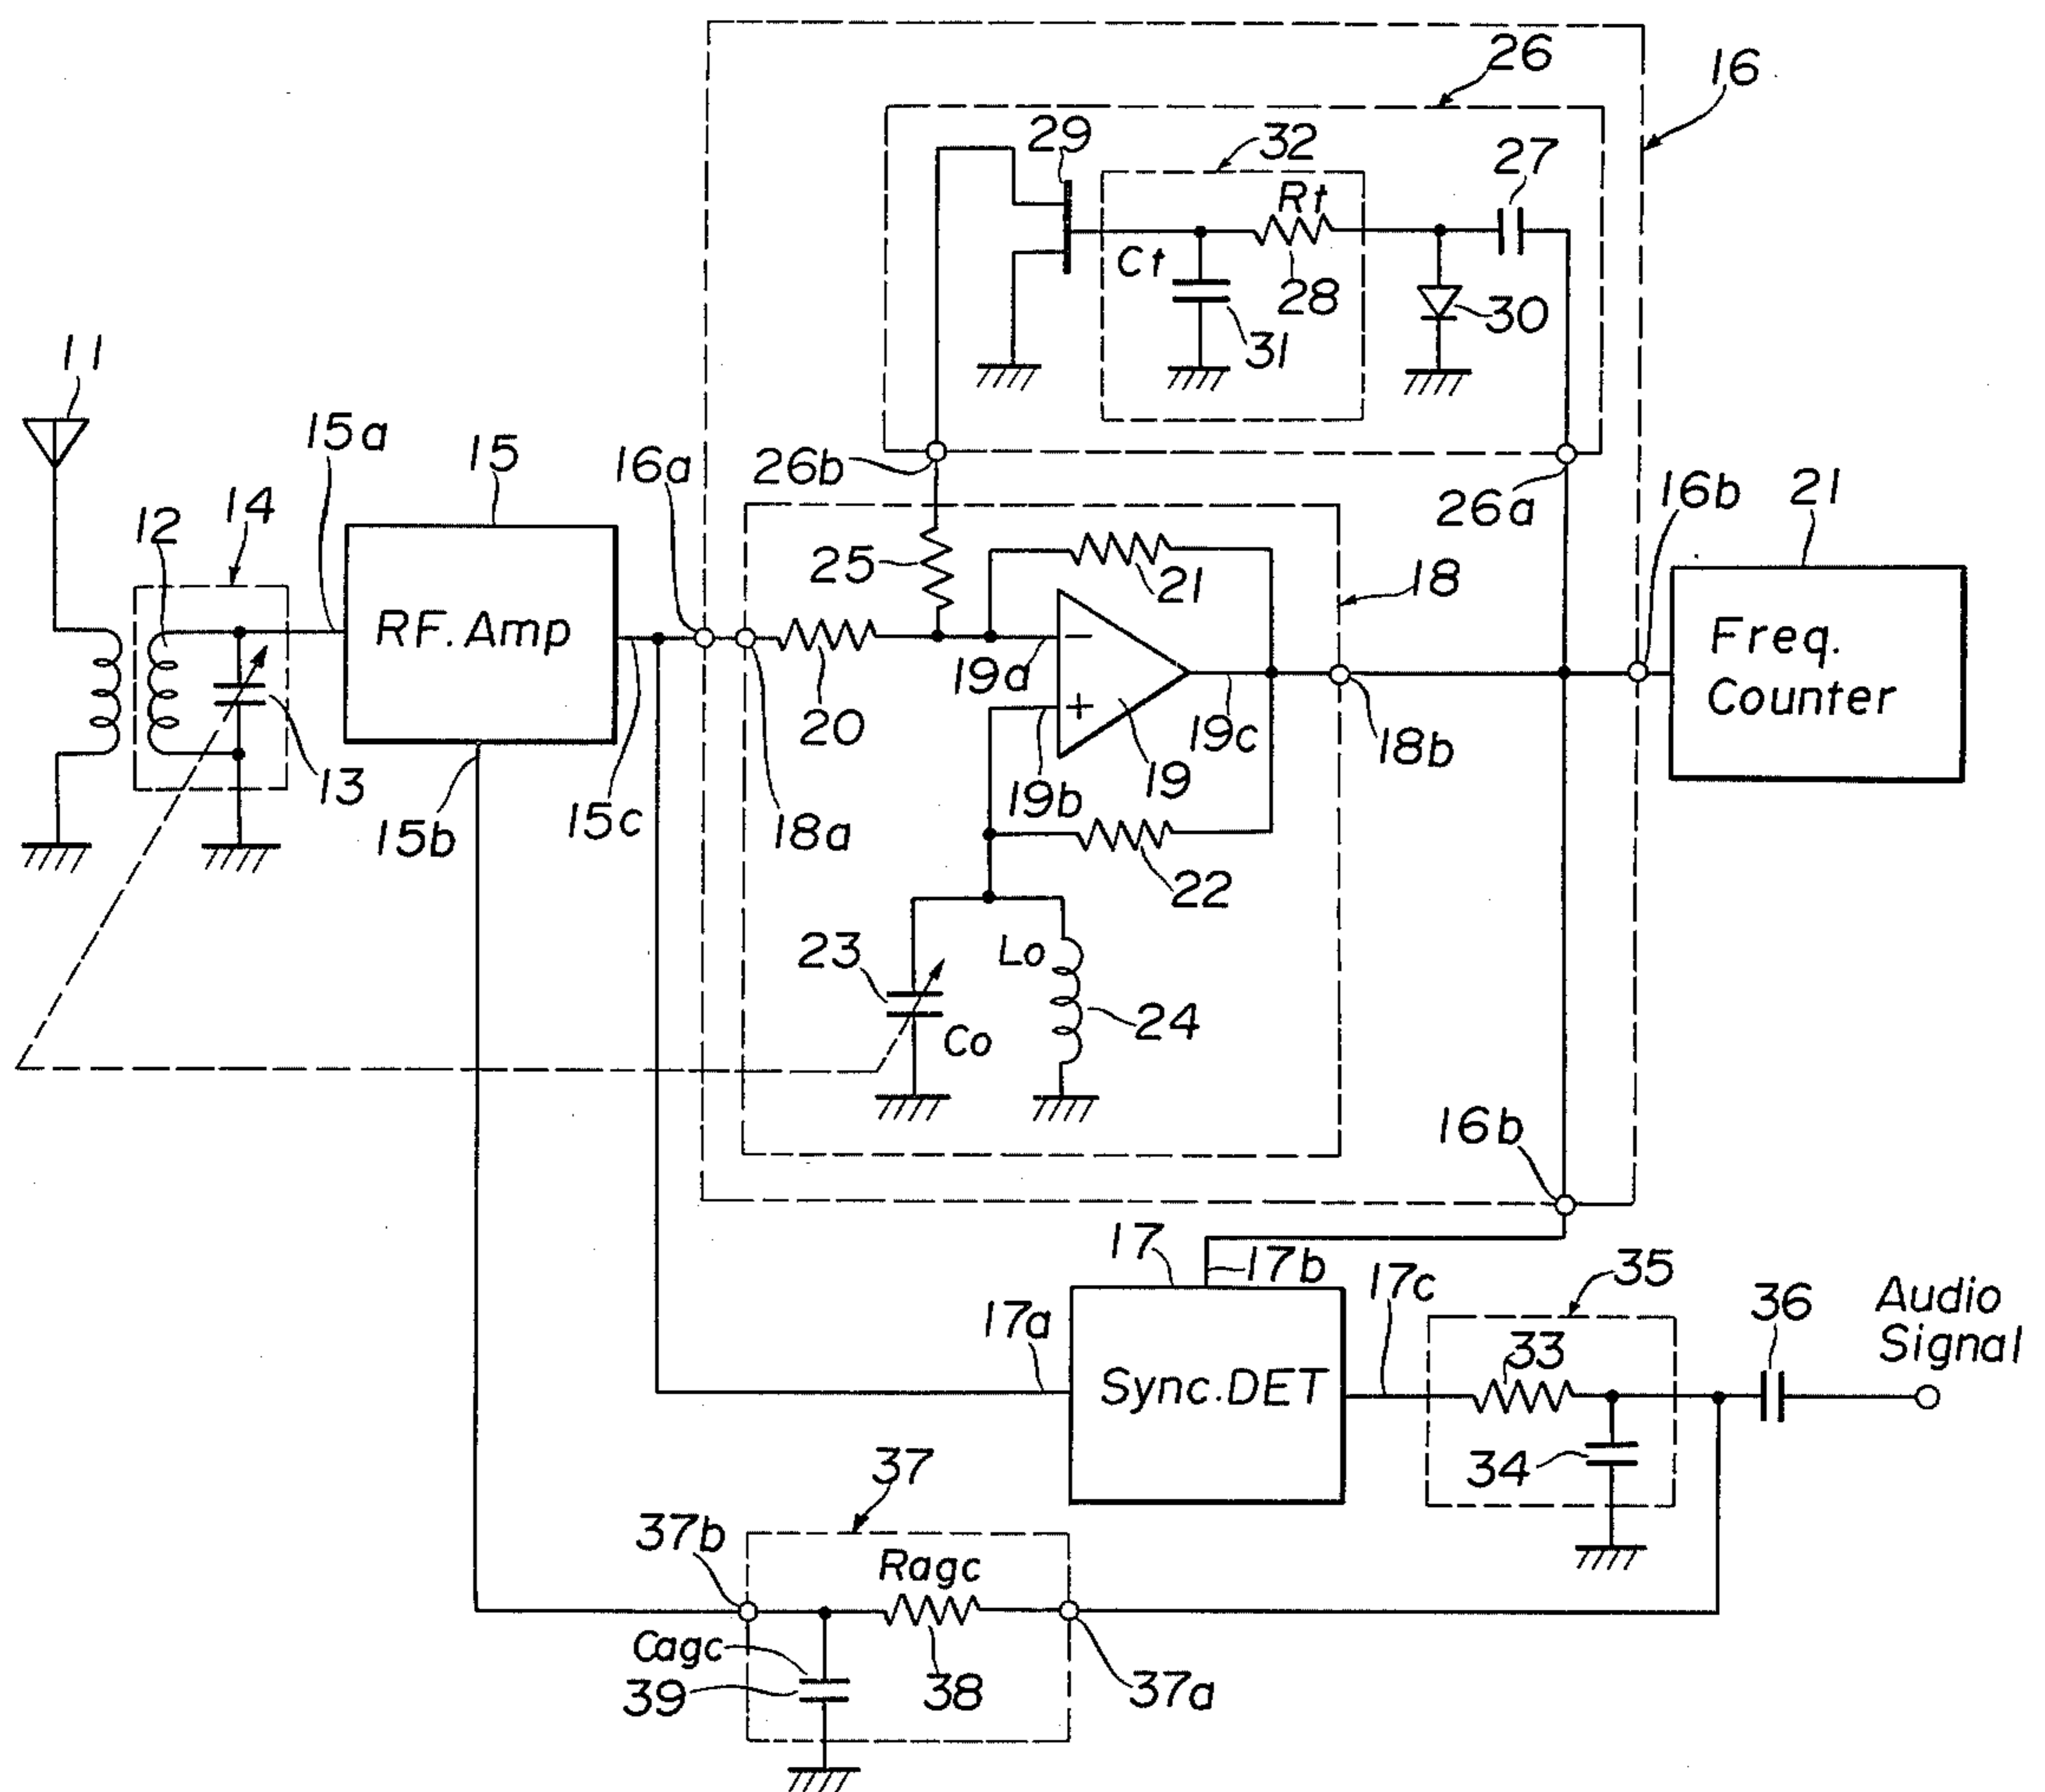 26
16
29
32
27
Rt
Ct
28
30
31
11
15a
15
16a
26b
26a
16b
21
12
14
25
21
18
RF. Amp
19a
−
Freq.
Counter
20
+
19c
18b
13
19b
19
15b
15c
18a
22
23
Lo
24
Co
16b
17
17b
35
17a
17c
36
Audio
Signal
33
Sync. DET
34
37
37b
Ragc
Cagc
39
38
37a